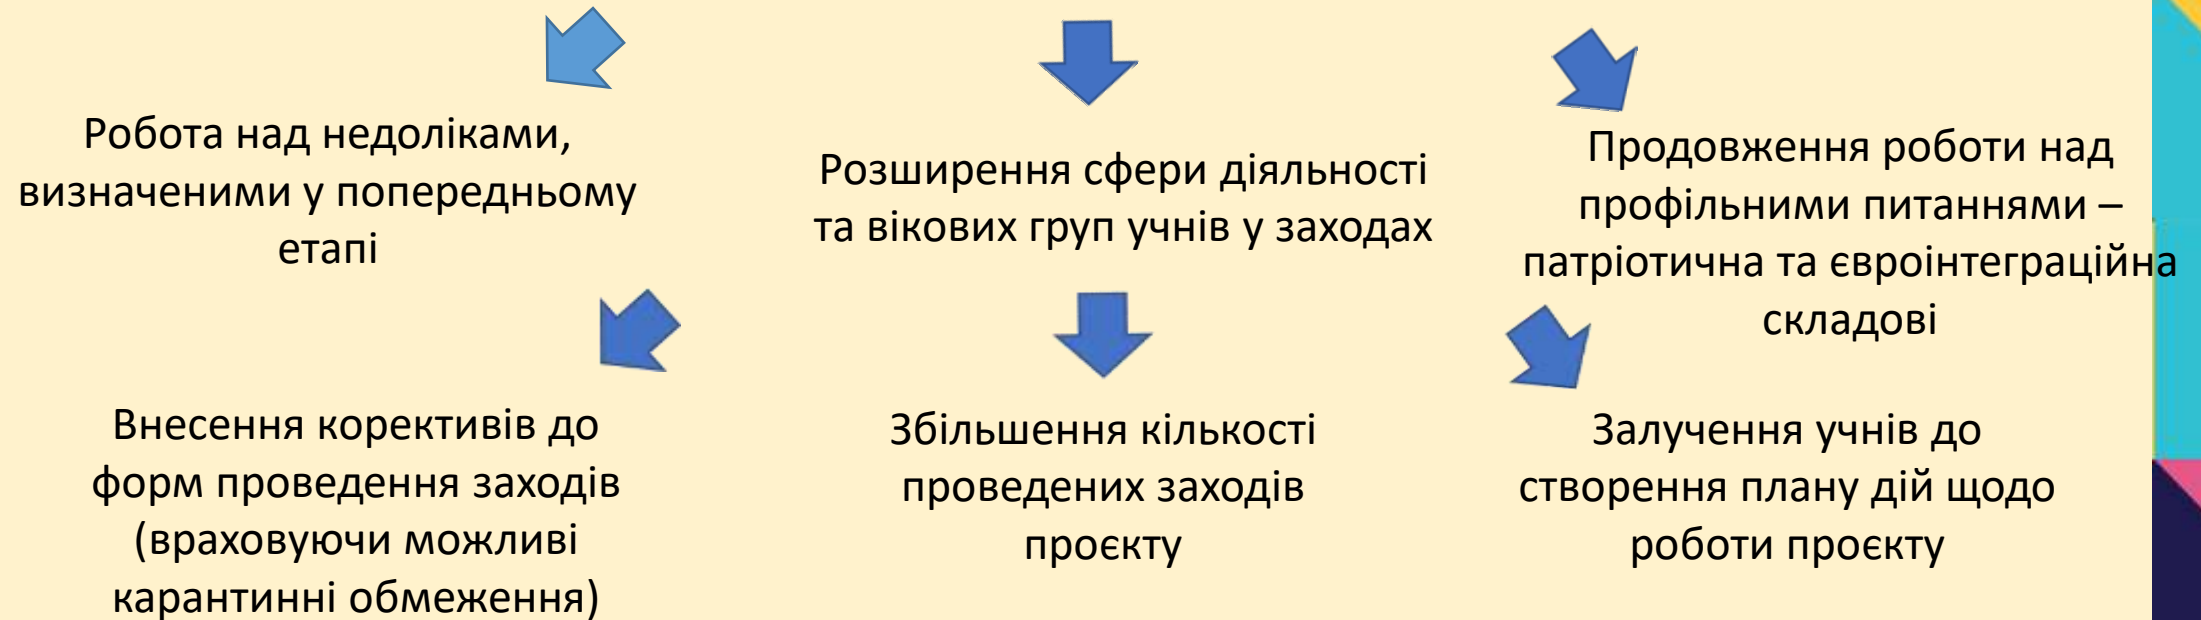 Робота над недоліками,
визначеними у попередньому
етапі
Розширення сфери діяльності
та вікових груп учнів у заходах
Продовження роботи над
профільними питаннями –
патріотична та євроінтеграційна
складові
Внесення корективів до
форм проведення заходів
(враховуючи можливі
карантинні обмеження)
Збільшення кількості
проведених заходів
проєкту
Залучення учнів до
створення плану дій щодо
роботи проєкту